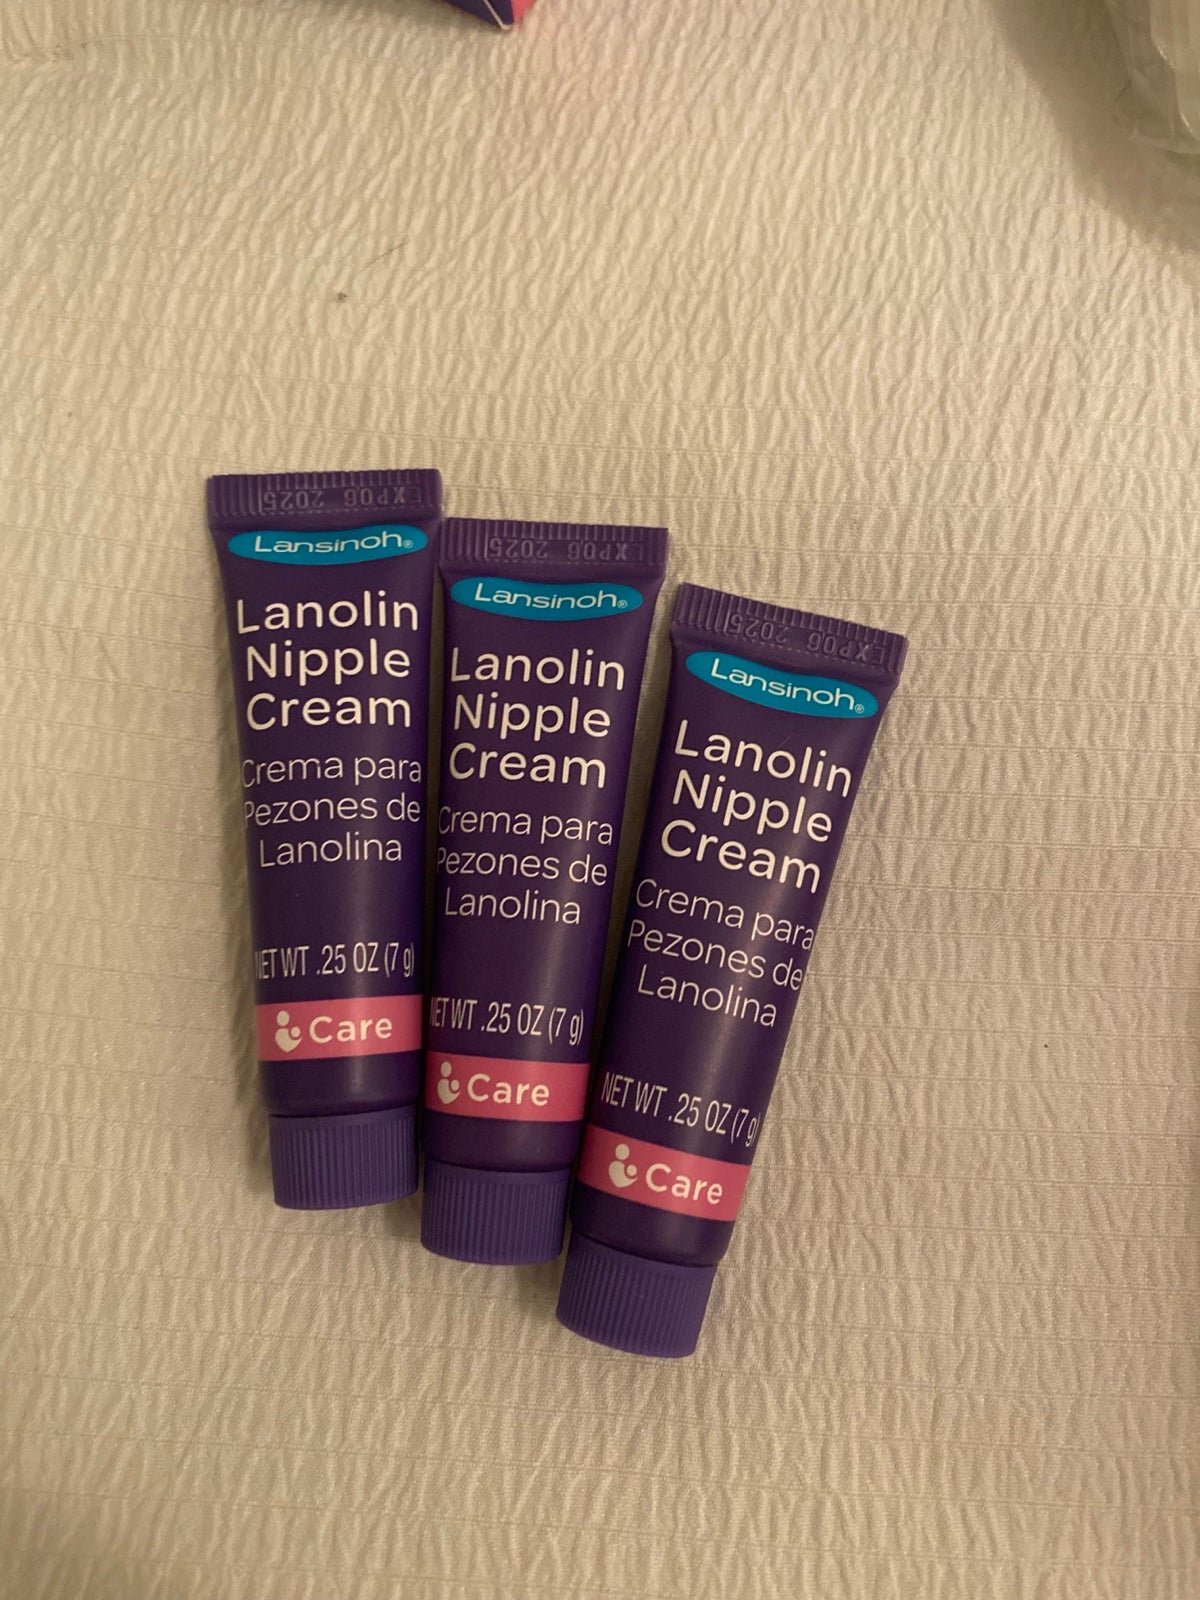 EXP06 2025
Lansinoh®
Lanolin
Nipple
Cream
Crema para
Pezones de
Lanolina
NET WT .25 OZ (7 g)
Care
EXP06 2025
Lansinoh®
Lanolin
Nipple
Cream
Crema para
Pezones de
Lanolina
NET WT .25 OZ (7 g)
Care
EXP06 2025
Lansinoh®
Lanolin
Nipple
Cream
Crema para
Pezones de
Lanolina
NET WT .25 OZ (7 g)
Care